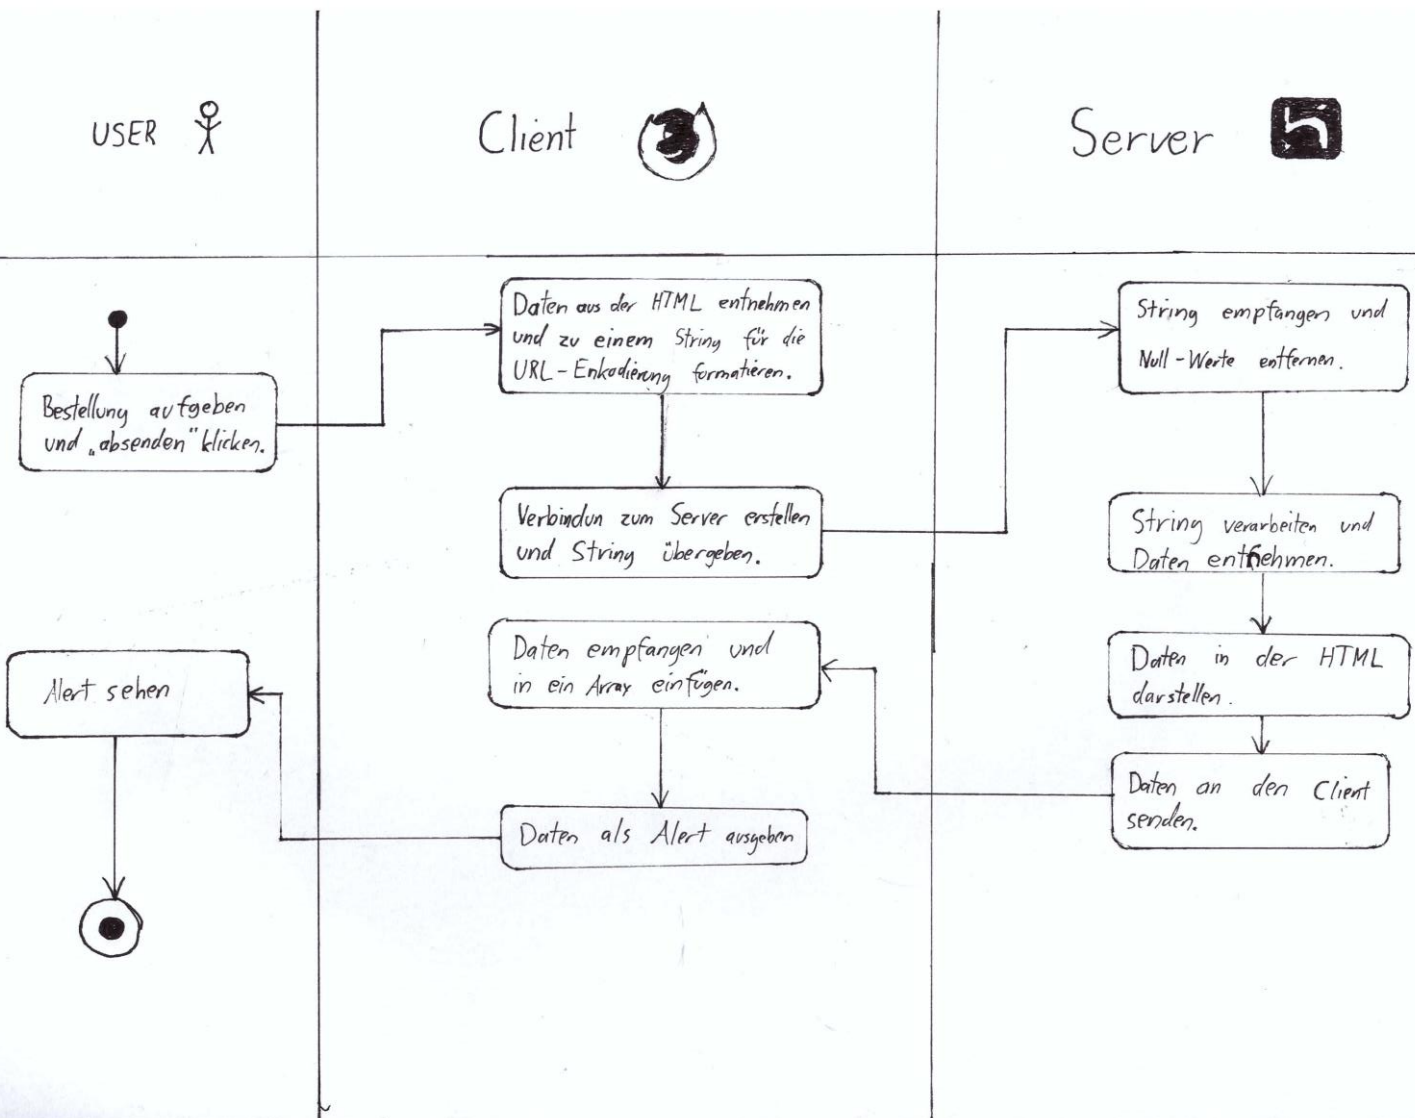 USER
Client
Server
Bestellung aufgeben
und „absenden" klicken.
Daten aus der HTML entnehmen
und zu einem String für die
URL-Enkodierung formatieren.
Verbindun zum Server erstellen
und String übergeben.
String empfangen und
Null-Werte entfernen.
String verarbeiten und
Daten entnehmen.
Daten in der HTML
darstellen.
Daten an den Client
senden.
Daten empfangen und
in ein Array einfügen.
Daten als Alert ausgeben
Alert sehen